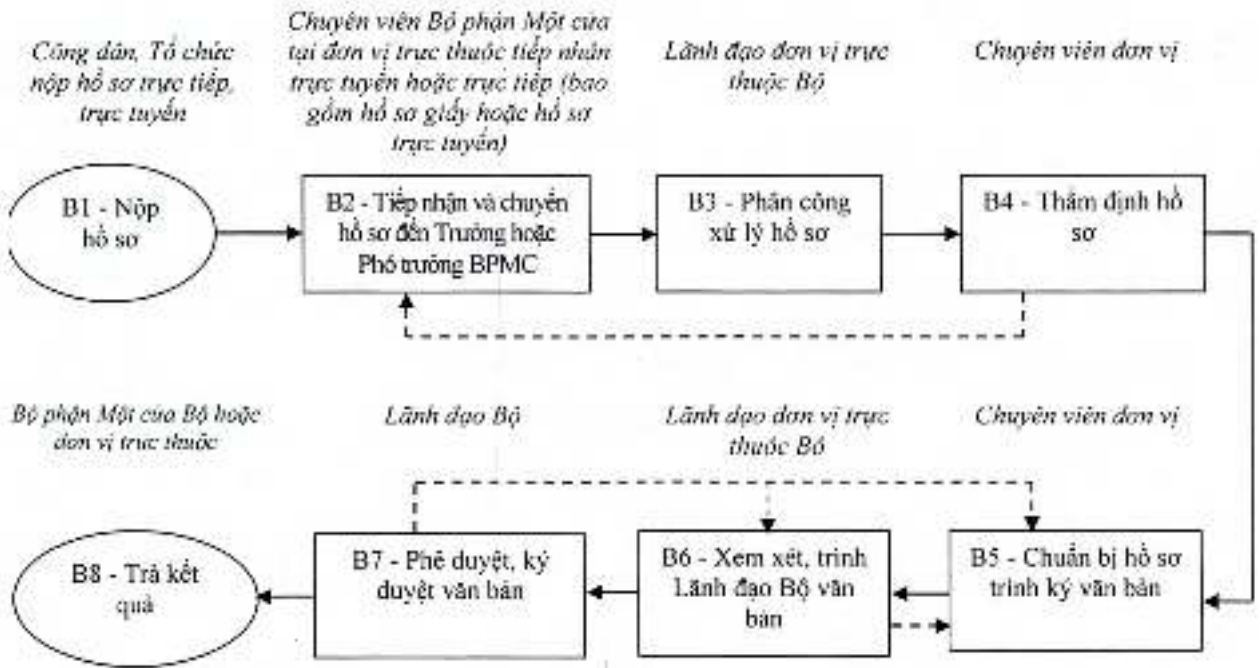 Công dân, Tổ chức
nộp hồ sơ trực tiếp,
trực tuyến
Chuyên viên Bộ phận Một cửa
tại đơn vị trực thuộc tiếp nhận
trực tuyến hoặc trực tiếp (bao
gồm hồ sơ giấy hoặc hồ sơ
trực tuyến)
Lãnh đạo đơn vị trực
thuộc Bộ
Chuyên viên đơn vị
B1 - Nộp
hồ sơ
B2 - Tiếp nhận và chuyển
hồ sơ đến Trưởng hoặc
Phó trưởng BPMC
B3 - Phân công
xử lý hồ sơ
B4 - Thẩm định hồ
sơ
Bộ phận Một cửa Bộ hoặc
đơn vị trực thuộc
Lãnh đạo Bộ
Lãnh đạo đơn vị trực
thuộc Bộ
Chuyên viên đơn vị
B8 - Trả kết
quả
B7 - Phê duyệt, ký
duyệt văn bản
B6 - Xem xét, trình
Lãnh đạo Bộ văn
bản
B5 - Chuẩn bị hồ sơ
trình ký văn bản